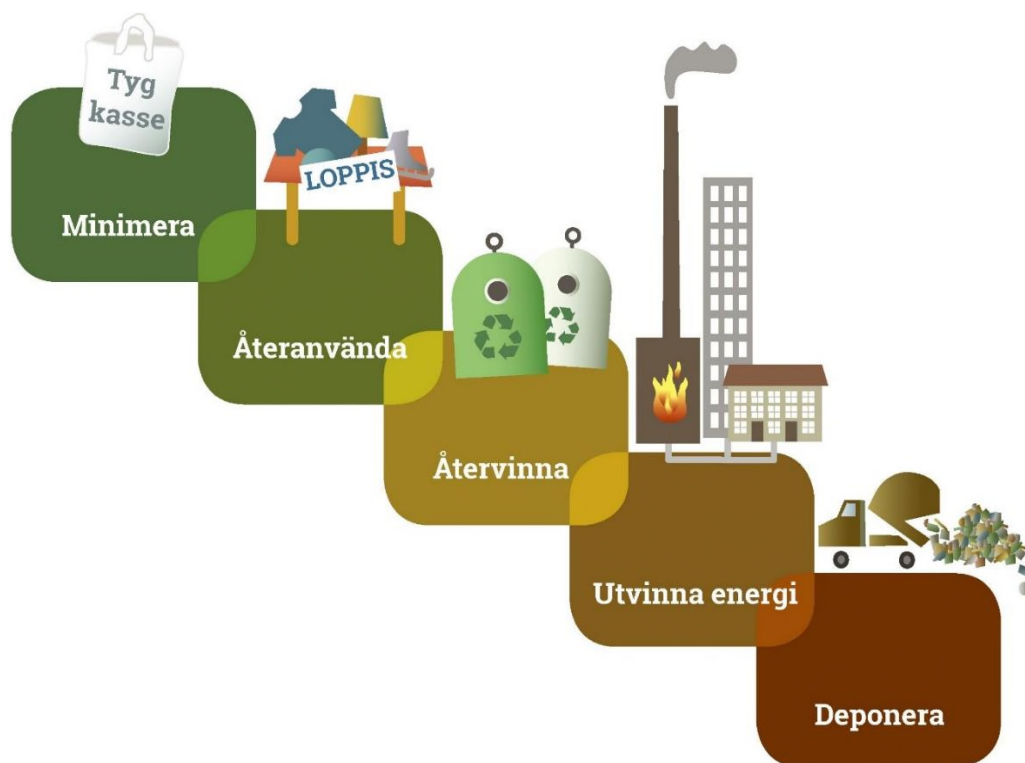 Tyg
kasse
Minimera
LOPPIS
Återanvända
Återvinna
Utvinna energi
Deponera